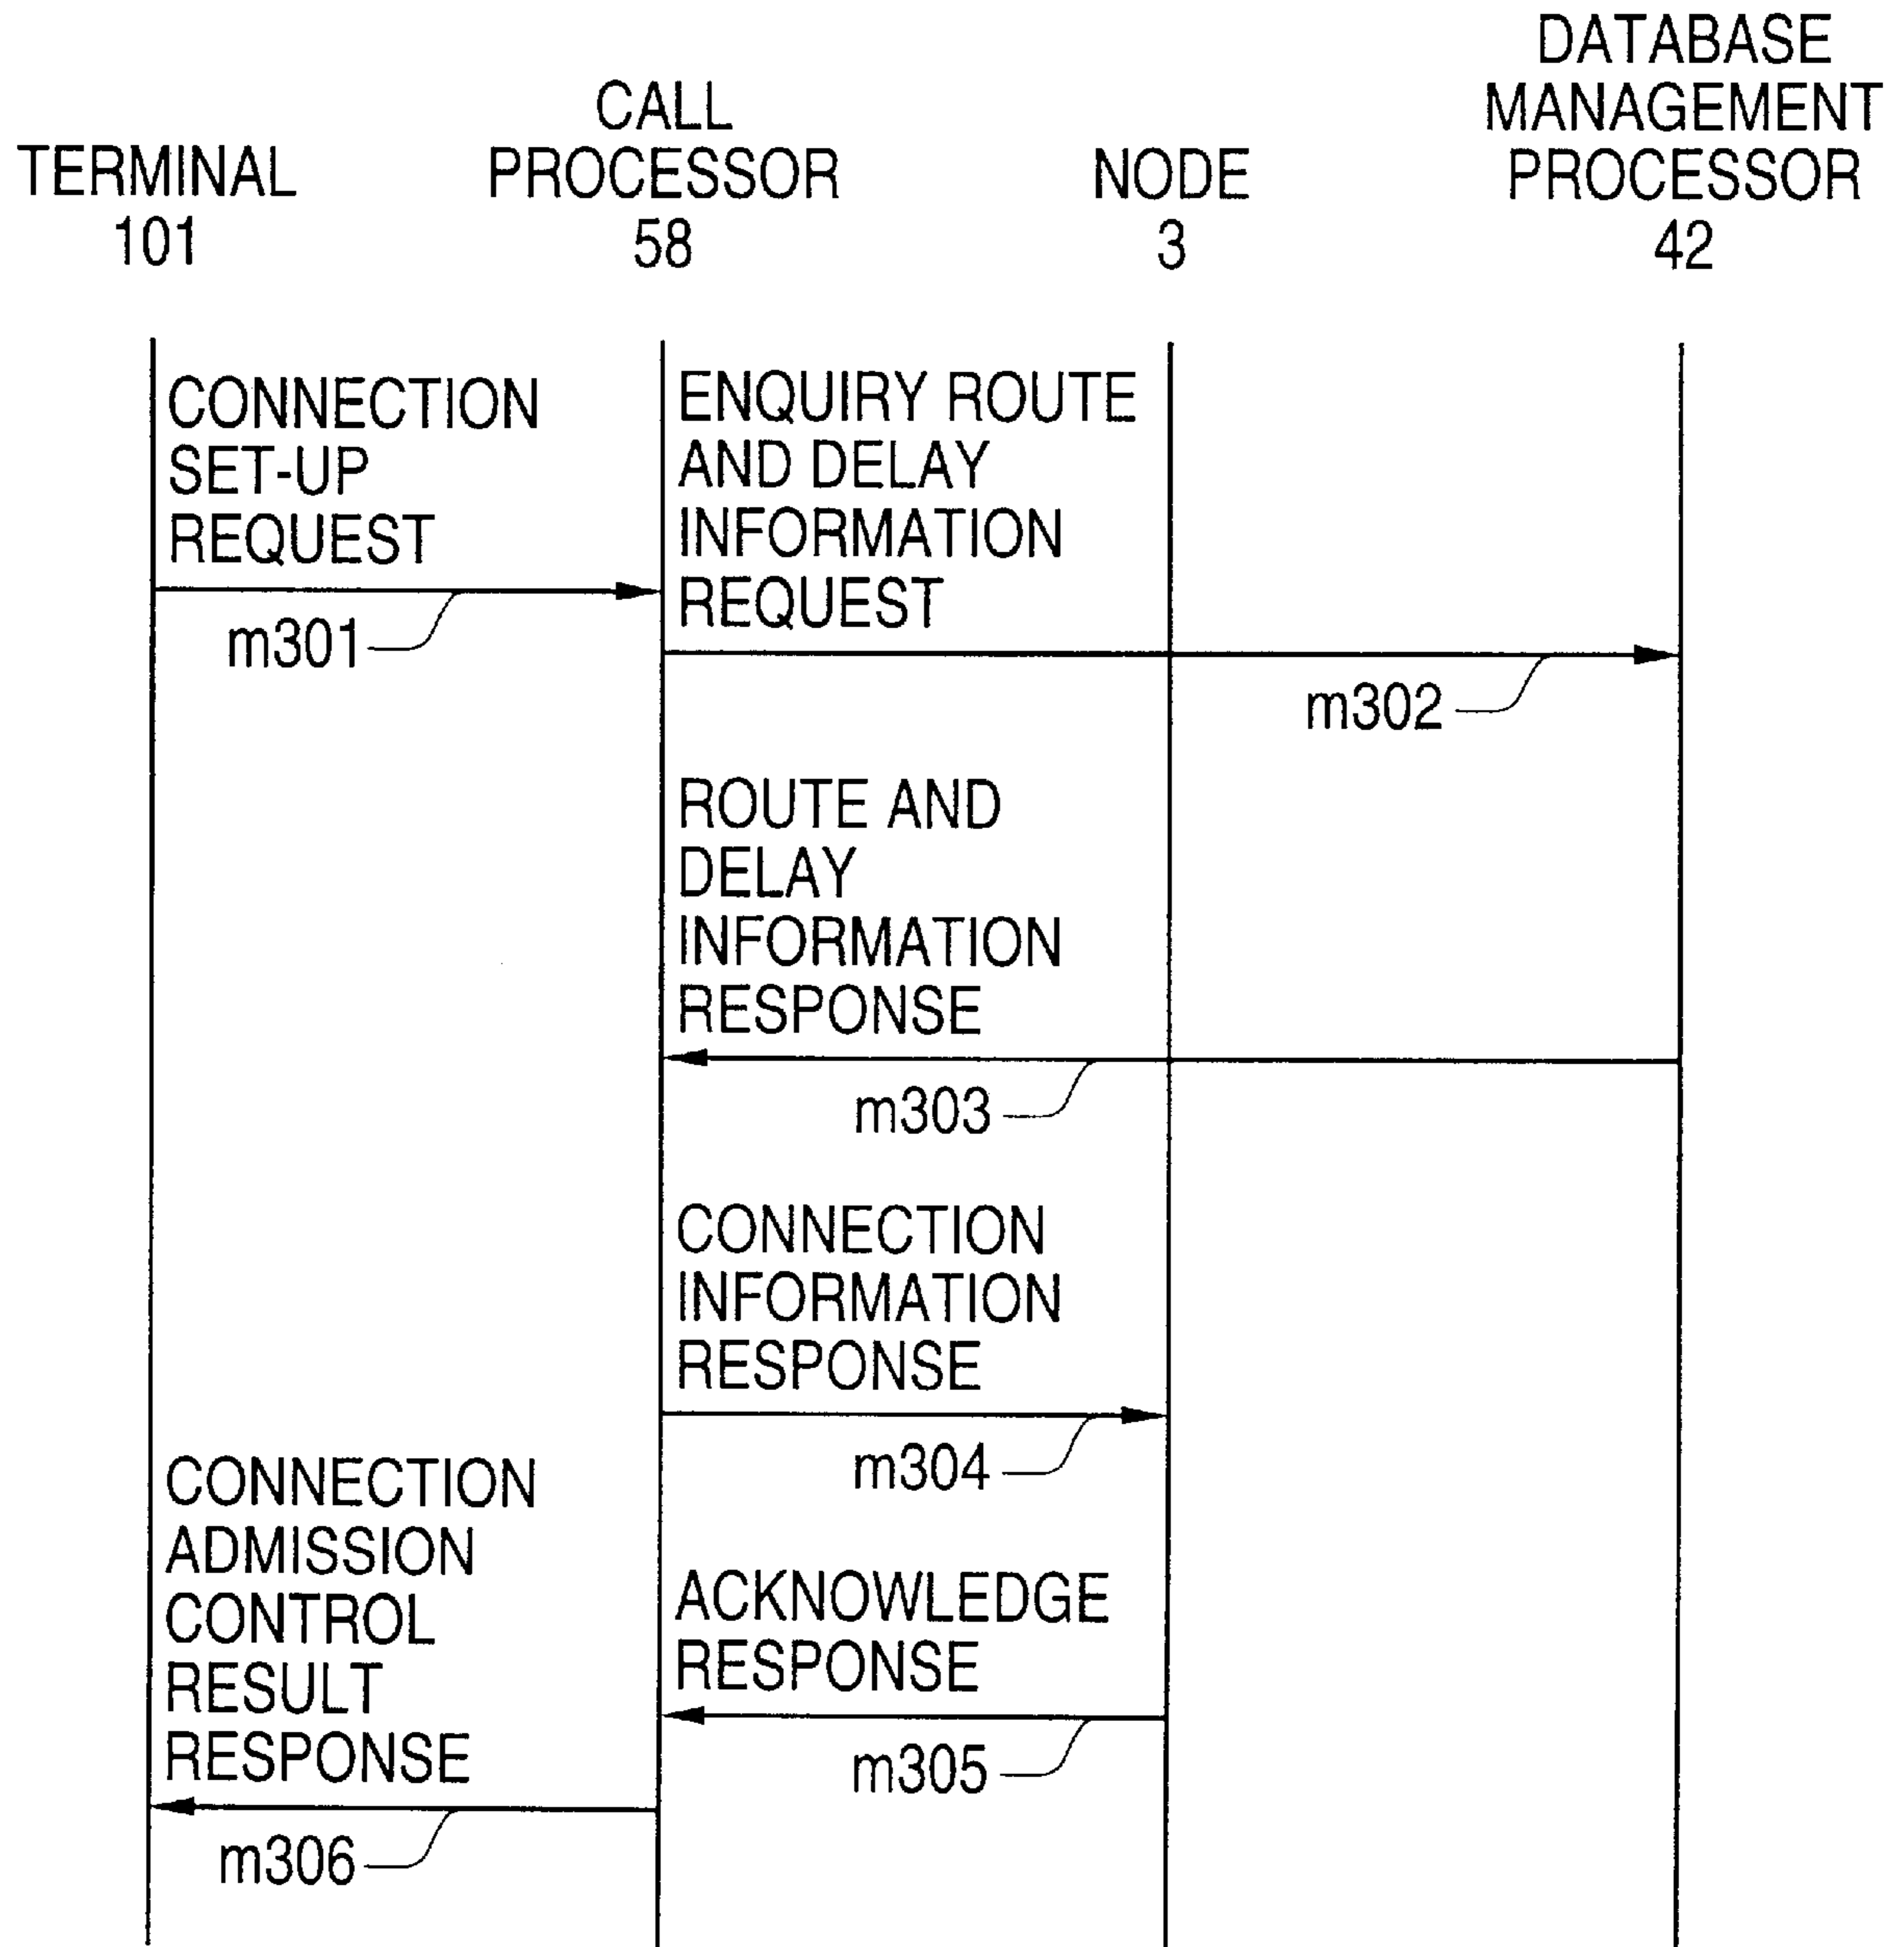 TERMINAL
101
CALL
PROCESSOR
58
NODE
3
DATABASE
MANAGEMENT
PROCESSOR
42
CONNECTION
SET-UP
REQUEST
m301
ENQUIRY ROUTE
AND DELAY
INFORMATION
REQUEST
m302
ROUTE AND
DELAY
INFORMATION
RESPONSE
m303
CONNECTION
INFORMATION
RESPONSE
m304
ACKNOWLEDGE
RESPONSE
m305
CONNECTION
ADMISSION
CONTROL
RESULT
RESPONSE
m306